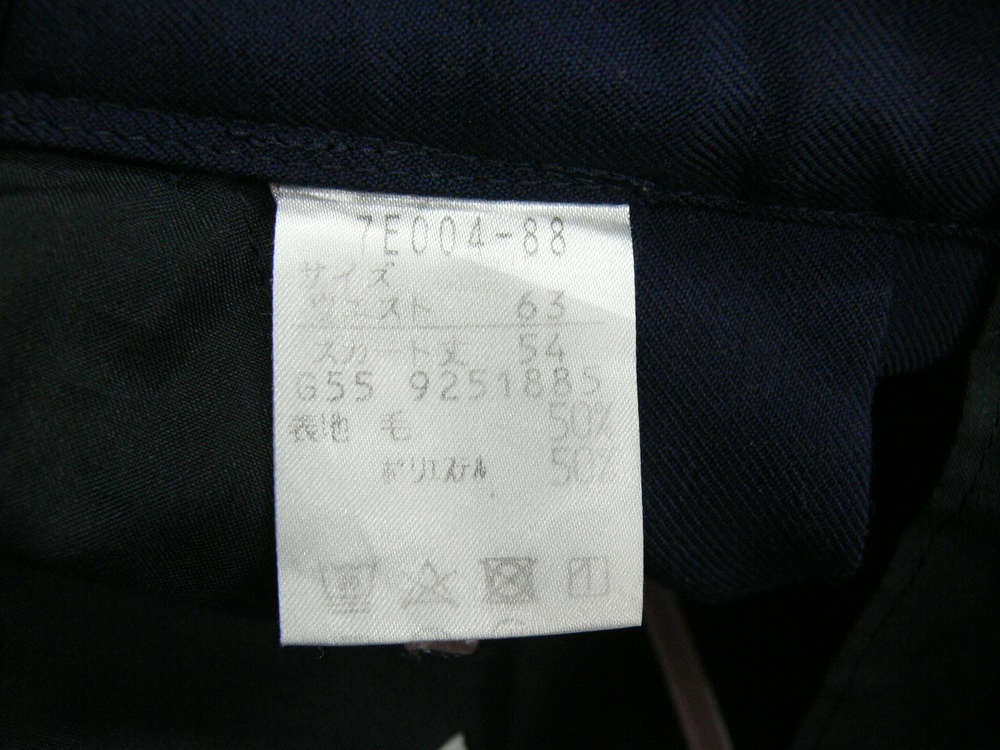 7E004-88
サイズ
ウエスト 63
スカート丈 54
G55 9251885
表地 毛 50%
ポリエステル 50%